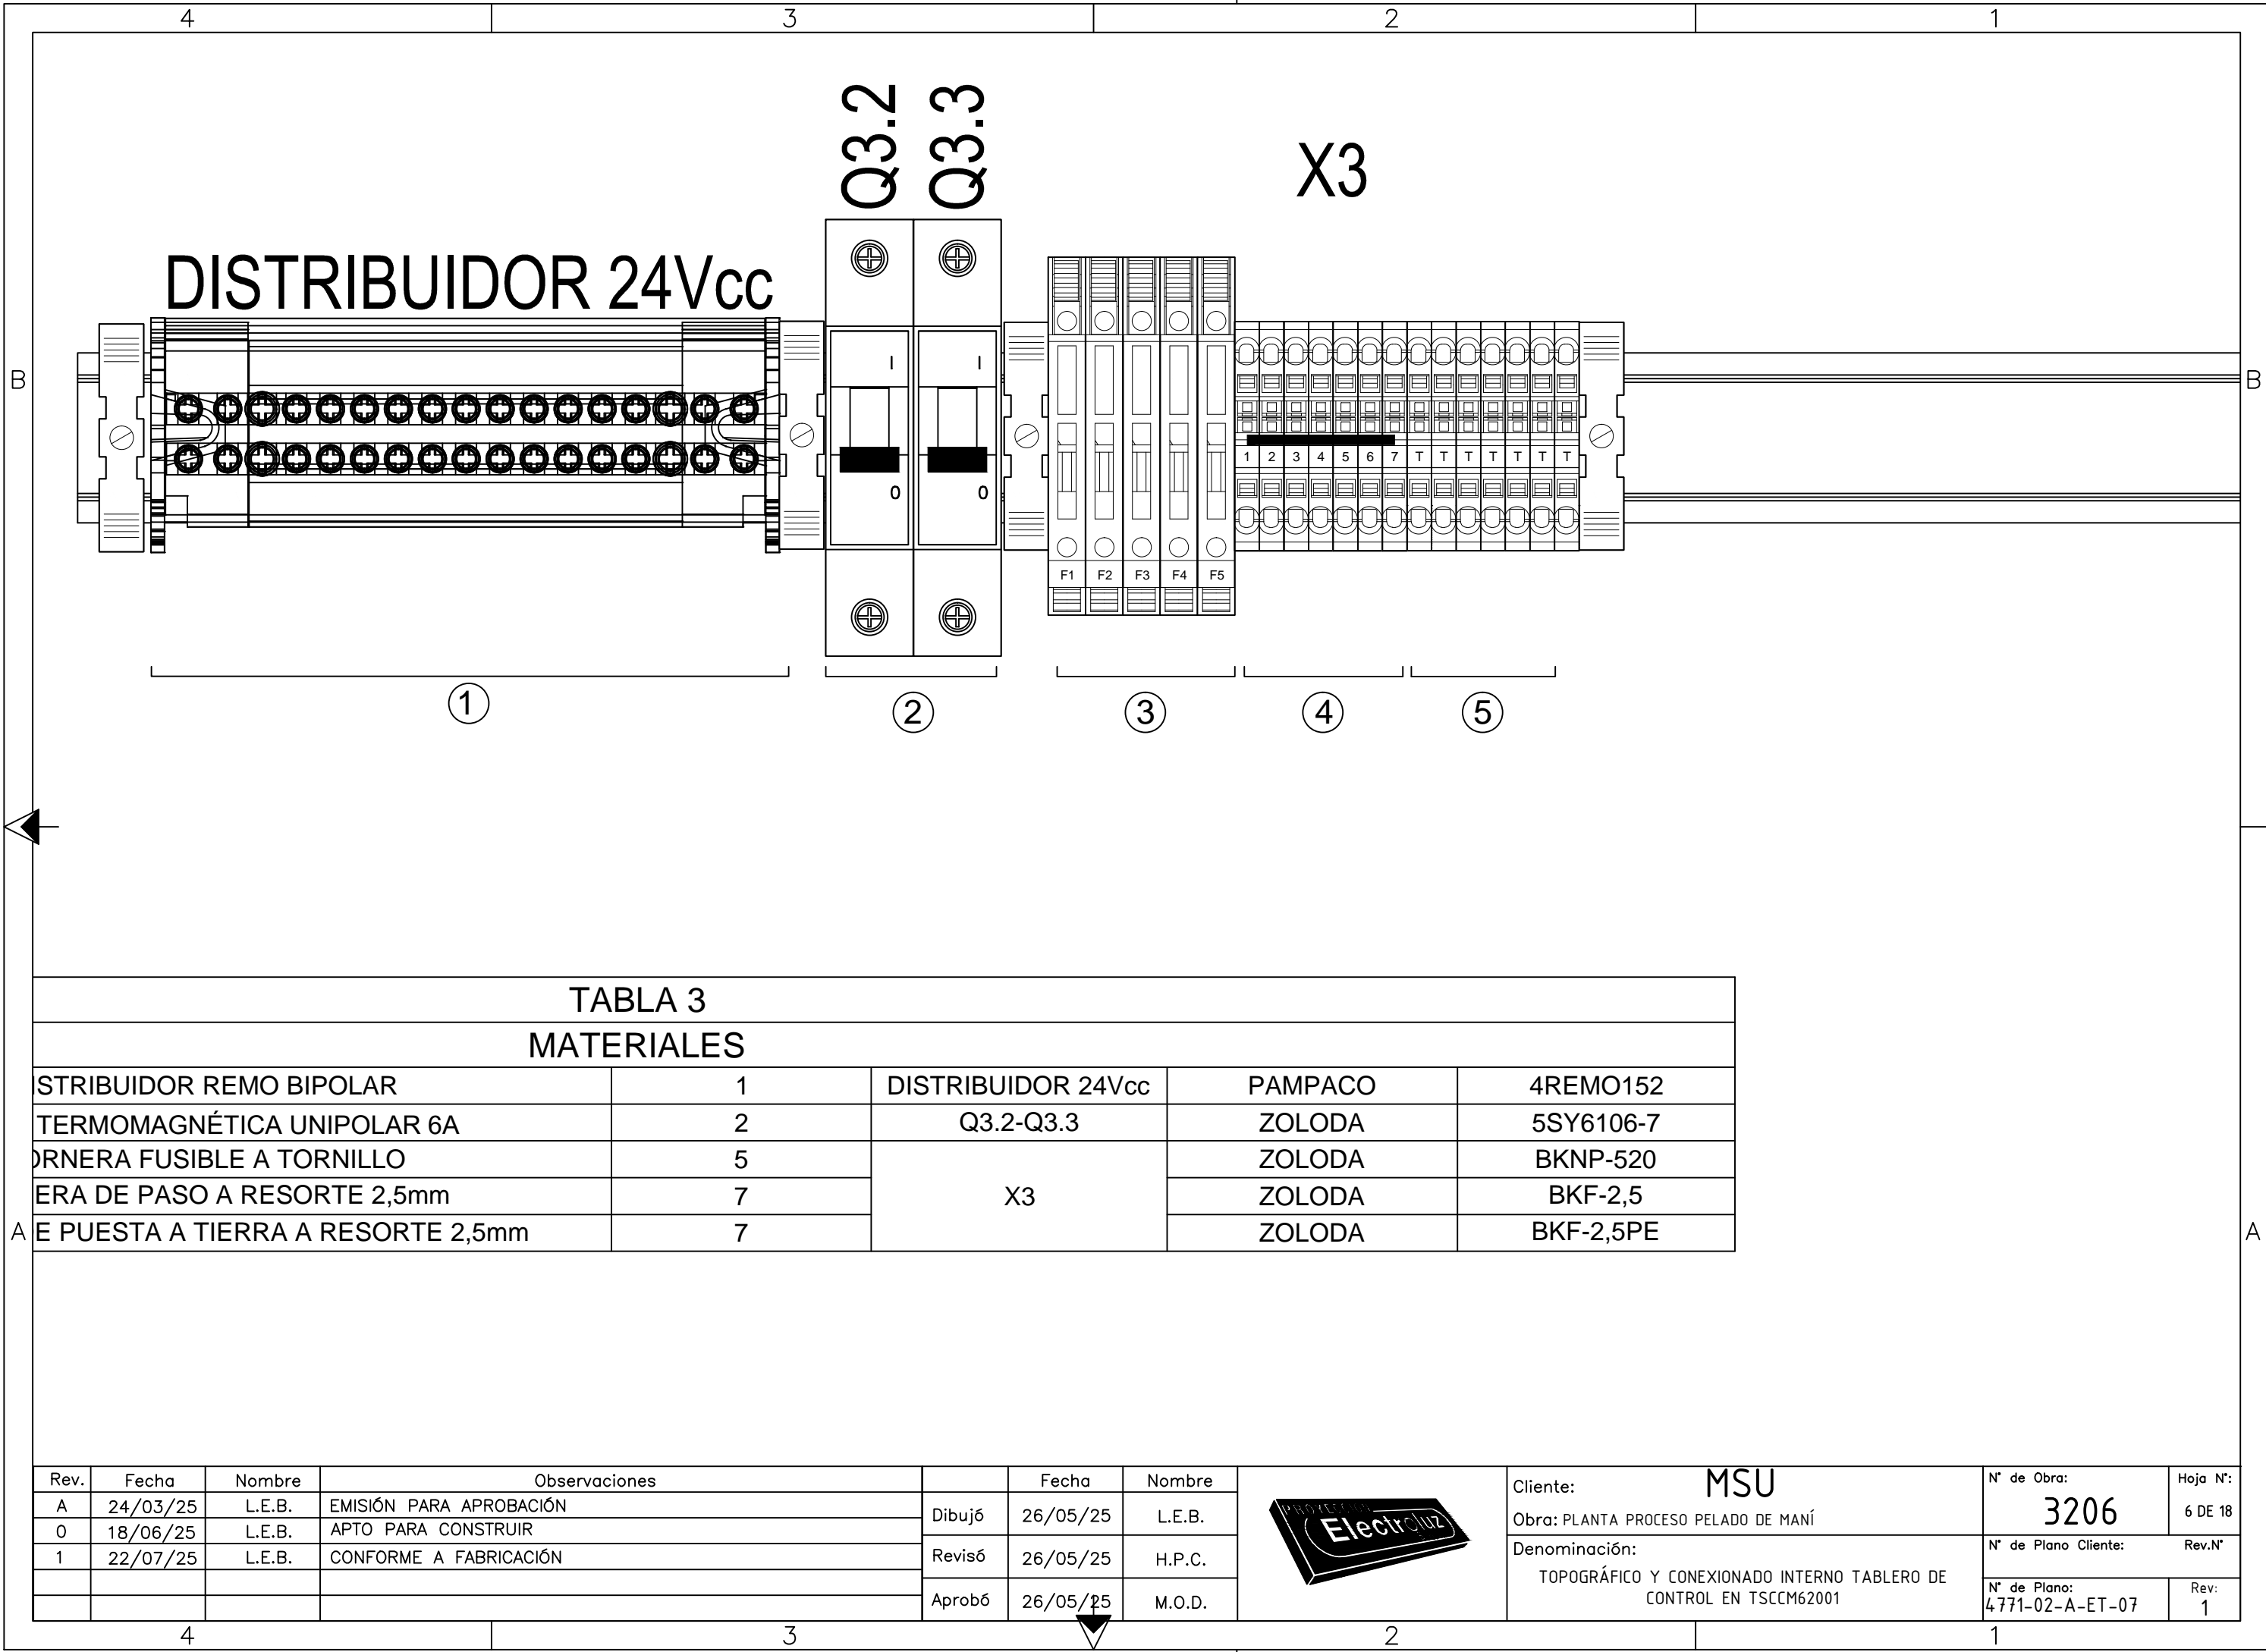 4 3 2 1
Q3.2 Q3.3
X3
DISTRIBUIDOR 24Vcc
I I
B B
1 2 3 4 5 6 7 T T T T T T T
0 0
F1 F2 F3 F4 F5
1 2 3 4 5
TABLA 3
MATERIALES
ISTRIBUIDOR REMO BIPOLAR 1 DISTRIBUIDOR 24Vcc PAMPACO 4REMO152
TERMOMAGNÉTICA UNIPOLAR 6A 2 Q3.2-Q3.3 ZOLODA 5SY6106-7
ORNERA FUSIBLE A TORNILLO 5 ZOLODA BKNP-520
ERA DE PASO A RESORTE 2,5mm 7 X3 ZOLODA BKF-2,5
A E PUESTA A TIERRA A RESORTE 2,5mm 7 ZOLODA BKF-2,5PE A
Rev. Fecha Nombre Observaciones
A 24/03/25 L.E.B. EMISIÓN PARA APROBACIÓN
0 18/06/25 L.E.B. APTO PARA CONSTRUIR
1 22/07/25 L.E.B. CONFORME A FABRICACIÓN
Fecha Nombre
Dibujó 26/05/25 L.E.B.
Revisó 26/05/25 H.P.C.
Aprobó 26/05/25 M.O.D.
Electroluz
Cliente: MSU
Obra: PLANTA PROCESO PELADO DE MANÍ
Denominación:
TOPOGRÁFICO Y CONEXIONADO INTERNO TABLERO DE
CONTROL EN TSCCM62001
N° de Obra:
3206
Hoja N°:
6 DE 18
N° de Plano Cliente:
Rev.N°
N° de Plano:
4771-02-A-ET-07
Rev:
1
4 3 2 1